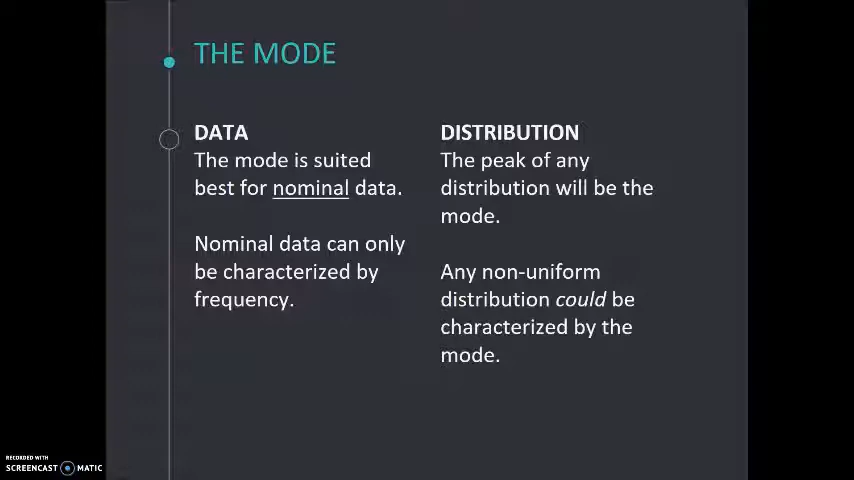 THE MODE
DATA
The mode is suited
best for nominal data.
Nominal data can only
be characterized by
frequency.
DISTRIBUTION
The peak of any
distribution will be the
mode.
Any non-uniform
distribution could be
characterized by the
mode.
RECORDED WITH
SCREENCAST MATIC